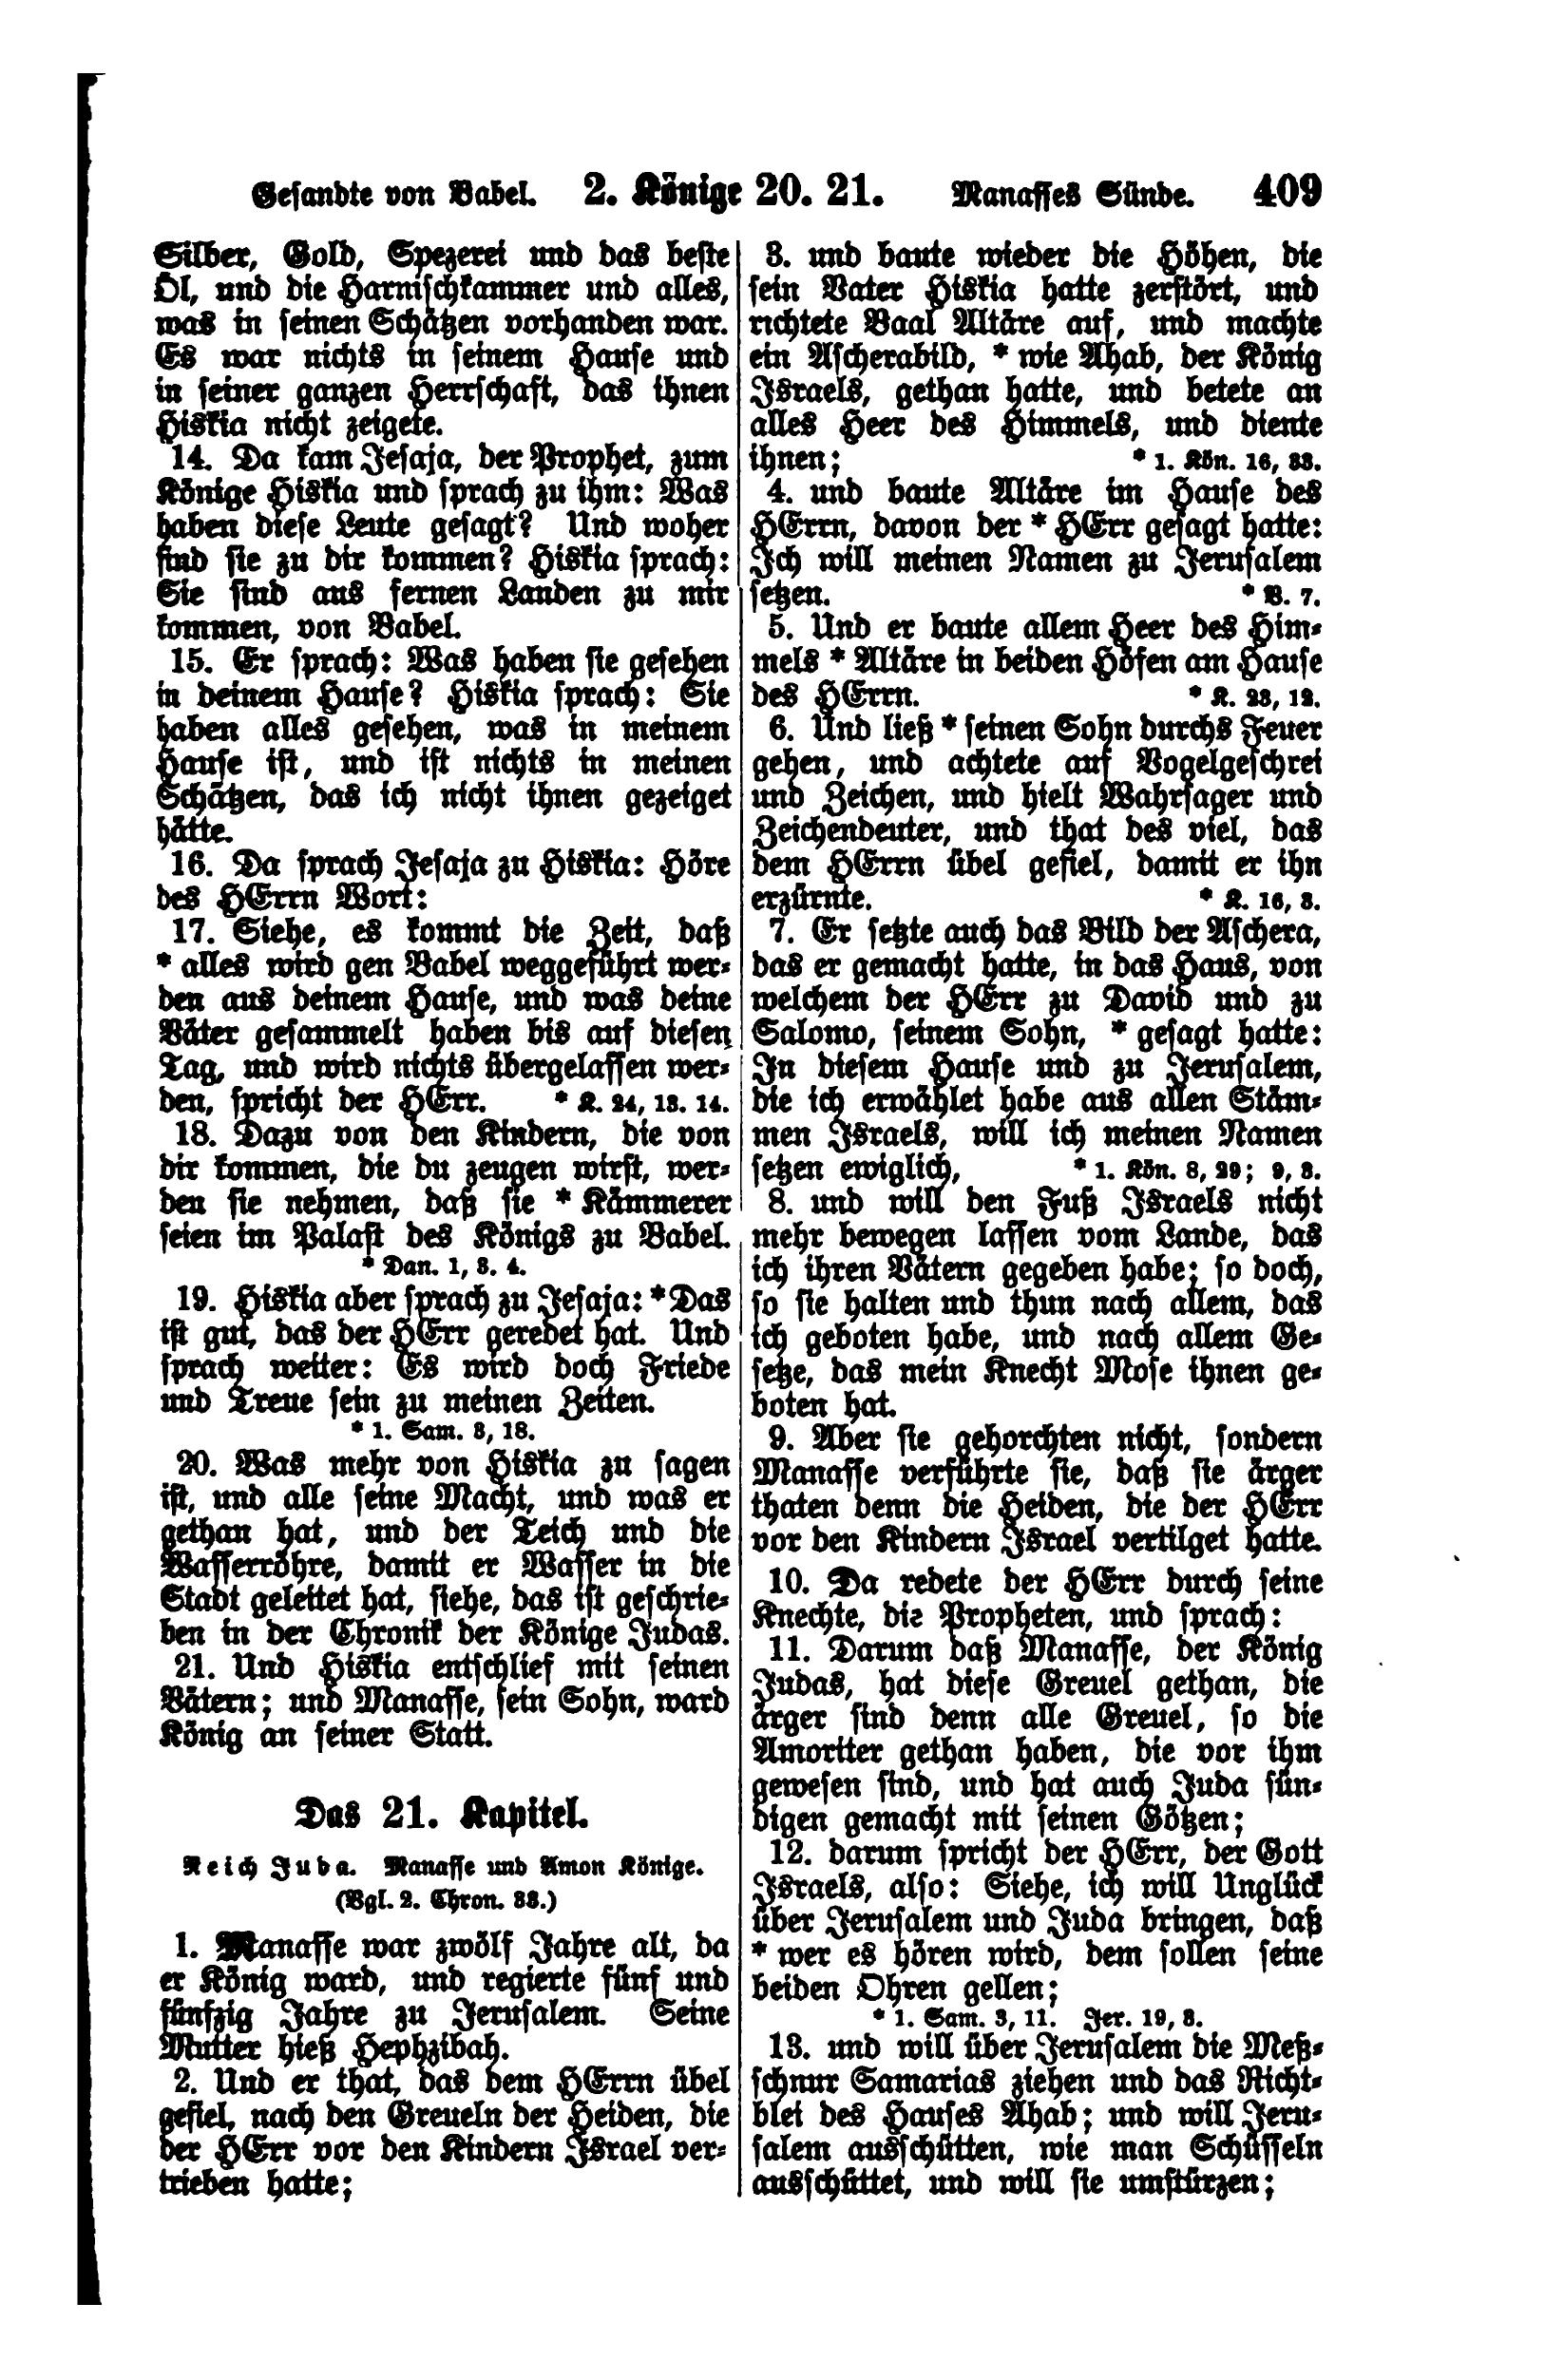 Gesandte von Babel. 2. Könige 20. 21. Manasses Sünde. 409
Silber, Gold, Spezerei und das beste
Öl, und die Harnischkammer und alles,
was in seinen Schätzen vorhanden war.
Es war nichts in seinem Hause und
in seiner ganzen Herrschaft, das ihnen
Hiskia nicht zeigete.
14. Da kam Jesaja, der Prophet, zum
Könige Hiskia und sprach zu ihm: Was
haben diese Leute gesagt? Und woher
sind sie zu dir kommen? Hiskia sprach:
Sie sind aus fernen Landen zu mir
kommen, von Babel.
15. Er sprach: Was haben sie gesehen
in deinem Hause? Hiskia sprach: Sie
haben alles gesehen, was in meinem
Hause ist, und ist nichts in meinen
Schätzen, das ich nicht ihnen gezeiget
hätte.
16. Da sprach Jesaja zu Hiskia: Höre
des HErrn Wort:
17. Siehe, es kommt die Zeit, daß
* alles wird gen Babel weggeführt wer-
den aus deinem Hause, und was deine
Väter gesammelt haben bis auf diesen
Tag, und wird nichts übergelassen wer-
den, spricht der HErr. * K. 24, 13. 14.
18. Dazu von den Kindern, die von
dir kommen, die du zeugen wirst, wer-
den sie nehmen, daß sie * Kämmerer
seien im Palast des Königs zu Babel.
* Dan. 1, 3. 4.
19. Hiskia aber sprach zu Jesaja: * Das
ist gut, das der HErr geredet hat. Und
sprach weiter: Es wird doch Friede
und Treue sein zu meinen Zeiten.
* 1. Sam. 3, 18.
20. Was mehr von Hiskia zu sagen
ist, und alle seine Macht, und was er
gethan hat, und der Teich und die
Wasserröhre, damit er Wasser in die
Stadt geleitet hat, siehe, das ist geschrie-
ben in der Chronik der Könige Judas.
21. Und Hiskia entschlief mit seinen
Vätern; und Manasse, sein Sohn, ward
König an seiner Statt.
Das 21. Kapitel.
Reich Juda. Manasse und Amon Könige.
(Vgl. 2. Chron. 33.)
1. Manasse war zwölf Jahre alt, da
er König ward, und regierte fünf und
fünfzig Jahre zu Jerusalem. Seine
Mutter hieß Hephzibah.
2. Und er that, das dem HErrn übel
gefiel, nach den Greueln der Heiden, die
der HErr vor den Kindern Israel ver-
trieben hatte;
3. und baute wieder die Höhen, die
sein Vater Hiskia hatte zerstört, und
richtete Baal Altäre auf, und machte
ein Ascherabild, * wie Ahab, der König
Israels, gethan hatte, und betete an
alles Heer des Himmels, und diente
ihnen; * 1. Kön. 16, 33.
4. und baute Altäre im Hause des
HErrn, davon der * HErr gesagt hatte:
Ich will meinen Namen zu Jerusalem
setzen. * V. 7.
5. Und er baute allem Heer des Him-
mels * Altäre in beiden Höfen am Hause
des HErrn. * K. 23, 12.
6. Und ließ * seinen Sohn durchs Feuer
gehen, und achtete auf Vogelgeschrei
und Zeichen, und hielt Wahrsager und
Zeichendeuter, und that des viel, das
dem HErrn übel gefiel, damit er ihn
erzürnte. * K. 16, 3.
7. Er setzte auch das Bild der Aschera,
das er gemacht hatte, in das Haus, von
welchem der HErr zu David und zu
Salomo, seinem Sohn, * gesagt hatte:
In diesem Hause und zu Jerusalem,
die ich erwählet habe aus allen Stäm-
men Israels, will ich meinen Namen
setzen ewiglich, * 1. Kön. 8, 29; 9, 3.
8. und will den Fuß Israels nicht
mehr bewegen lassen vom Lande, das
ich ihren Vätern gegeben habe; so doch,
so sie halten und thun nach allem, das
ich geboten habe, und nach allem Ge-
setze, das mein Knecht Mose ihnen ge-
boten hat.
9. Aber sie gehorchten nicht, sondern
Manasse verführte sie, daß sie ärger
thaten denn die Heiden, die der HErr
vor den Kindern Israel vertilget hatte.
10. Da redete der HErr durch seine
Knechte, die Propheten, und sprach:
11. Darum daß Manasse, der König
Judas, hat diese Greuel gethan, die
ärger sind denn alle Greuel, so die
Amoriter gethan haben, die vor ihm
gewesen sind, und hat auch Juda sün-
digen gemacht mit seinen Götzen;
12. darum spricht der HErr, der Gott
Israels, also: Siehe, ich will Unglück
über Jerusalem und Juda bringen, daß
* wer es hören wird, dem sollen seine
beiden Ohren gellen;
* 1. Sam. 3, 11. Jer. 19, 3.
13. und will über Jerusalem die Meß-
schnur Samarias ziehen und das Richt-
blei des Hauses Ahab; und will Jeru-
salem ausschütten, wie man Schüsseln
ausschüttet, und will sie umstürzen;